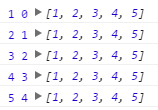 1 0 ▶[1, 2, 3, 4, 5]
2 1 ▶[1, 2, 3, 4, 5]
3 2 ▶[1, 2, 3, 4, 5]
4 3 ▶[1, 2, 3, 4, 5]
5 4 ▶[1, 2, 3, 4, 5]